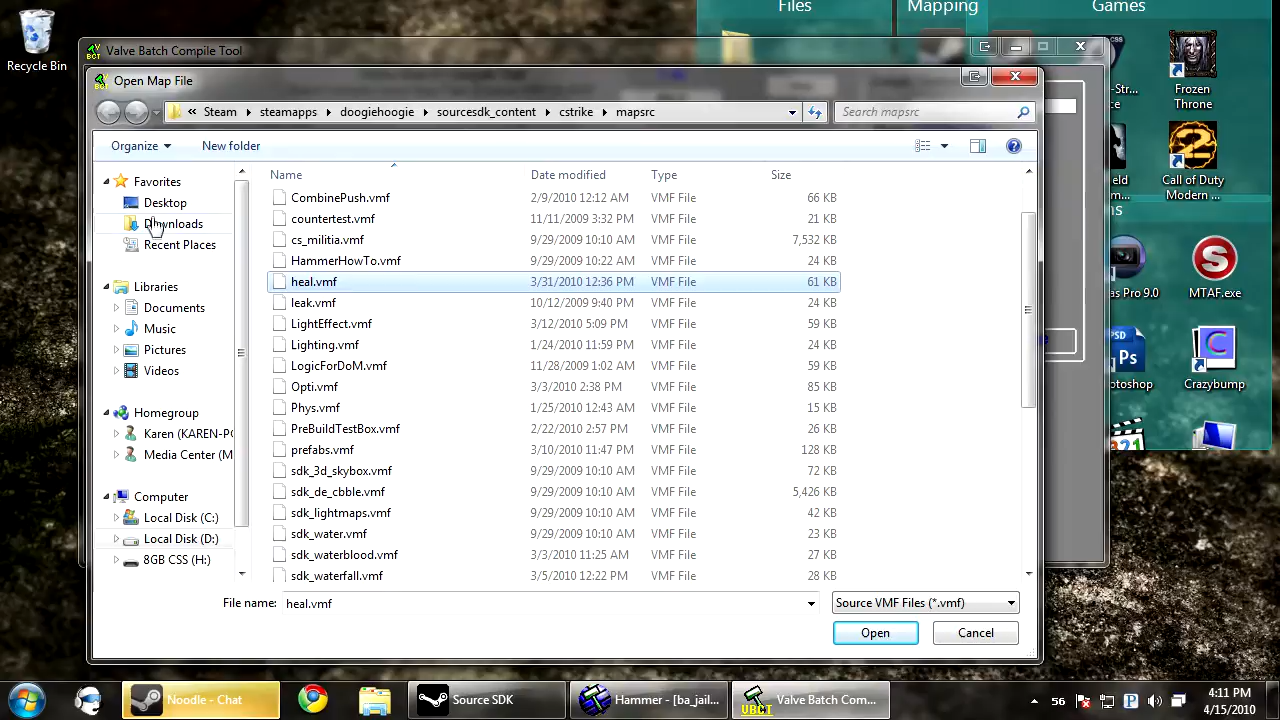 Files
Mapping
Games
Recycle Bin
Valve Batch Compile Tool
Open Map File
« Steam steamapps doogiehoogie sourcesdk_content cstrike mapsrc
Search mapsrc
Organize
New folder
Favorites
Desktop
Downloads
Recent Places
Libraries
Documents
Music
Pictures
Videos
Homegroup
Karen (KAREN-PC
Media Center (M
Computer
Local Disk (C:)
Local Disk (D:)
8GB CSS (H:)
Name Date modified Type Size
CombinePush.vmf 2/9/2010 12:12 AM VMF File 66 KB
countertest.vmf 11/11/2009 3:32 PM VMF File 21 KB
cs_militia.vmf 9/29/2009 10:10 AM VMF File 7,532 KB
HammerHowTo.vmf 9/29/2009 10:22 AM VMF File 24 KB
heal.vmf 3/31/2010 12:36 PM VMF File 61 KB
leak.vmf 10/12/2009 9:40 PM VMF File 24 KB
LightEffect.vmf 3/12/2010 5:09 PM VMF File 59 KB
Lighting.vmf 1/24/2010 11:59 PM VMF File 24 KB
LogicForDoM.vmf 11/28/2009 1:02 AM VMF File 59 KB
Opti.vmf 3/3/2010 2:38 PM VMF File 85 KB
Phys.vmf 1/25/2010 12:43 AM VMF File 15 KB
PreBuildTestBox.vmf 2/22/2010 2:57 PM VMF File 26 KB
prefabs.vmf 3/10/2010 11:47 PM VMF File 128 KB
sdk_3d_skybox.vmf 9/29/2009 10:10 AM VMF File 72 KB
sdk_de_cbble.vmf 9/29/2009 10:10 AM VMF File 5,426 KB
sdk_lightmaps.vmf 9/29/2009 10:10 AM VMF File 42 KB
sdk_water.vmf 9/29/2009 10:10 AM VMF File 23 KB
sdk_waterblood.vmf 3/3/2010 11:25 AM VMF File 27 KB
sdk_waterfall.vmf 3/5/2010 12:22 PM VMF File 28 KB
File name: heal.vmf
Source VMF Files (*.vmf)
Open
Cancel
Frozen
Throne
Call of Duty
Modern ...
as Pro 9.0
MTAF.exe
Ps
otoshop
Crazybump
321
Noodle - Chat
Source SDK
Hammer - [ba_jail...
VBCT
Valve Batch Com...
56
4:11 PM
4/15/2010